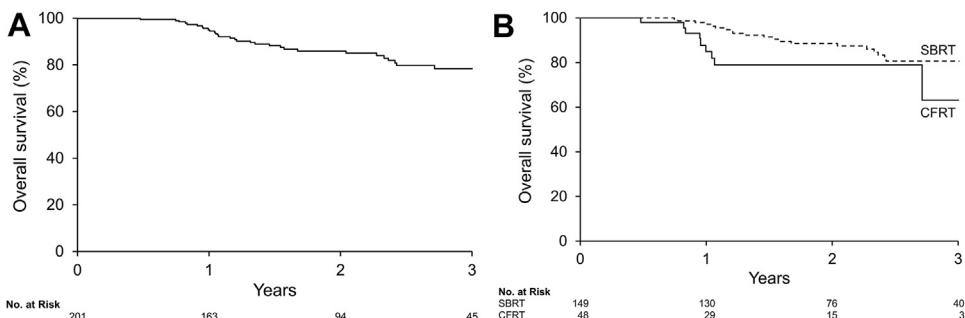 A
Overall survival (%)
100
80
60
40
20
0
0 1 2 3
Years
No. at Risk
201 163 94 45
B
Overall survival (%)
100
80
60
40
20
0
SBRT
CFRT
0 1 2 3
Years
No. at Risk
SBRT 149 130 76 40
CFRT 48 29 15 3